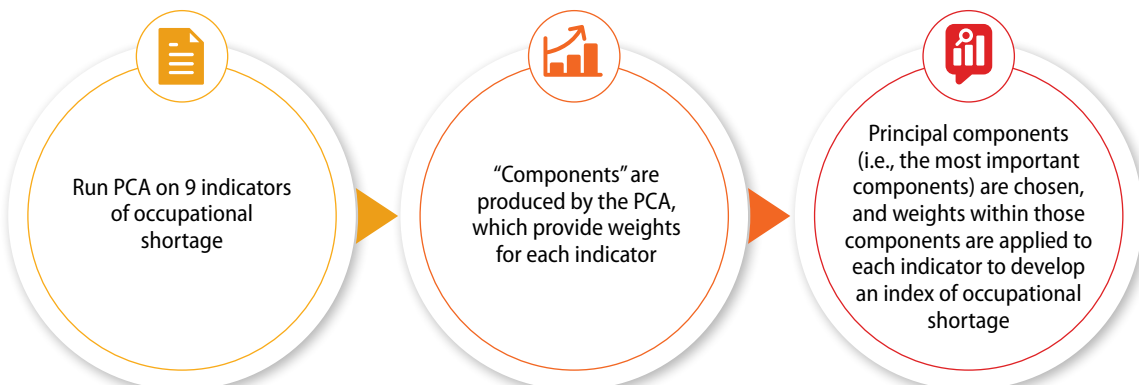 Run PCA on 9 indicators
of occupational
shortage
“Components” are
produced by the PCA,
which provide weights
for each indicator
Principal components
(i.e., the most important
components) are chosen,
and weights within those
components are applied to
each indicator to develop
an index of occupational
shortage